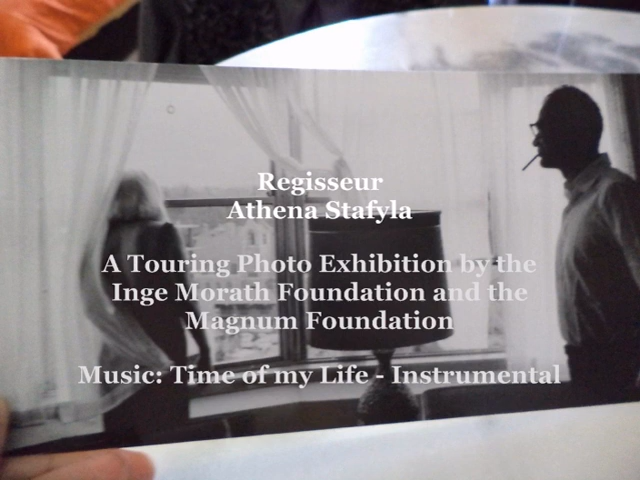 Regisseur
Athena Stafyla
A Touring Photo Exhibition by the
Inge Morath Foundation and the
Magnum Foundation
Music: Time of my Life - Instrumental